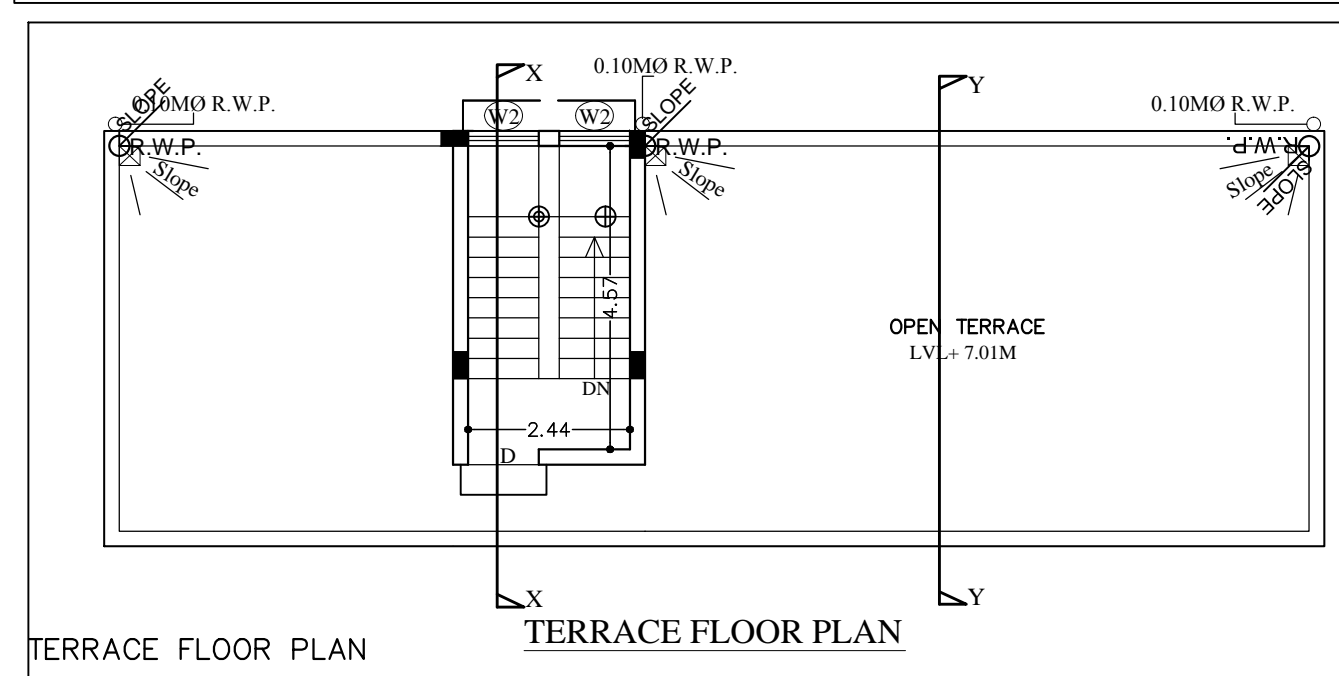 X
0.10MØ R.W.P.
Y
SLOPE
0.10MØ R.W.P.
W2
W2
SLOPE
0.10MØ R.W.P.
R.W.P.
R.W.P.
R.W.P.
Slope
Slope
Slope
SLOPE
4.57
OPEN TERRACE
LVL+ 7.01M
DN
2.44
D
X
Y
TERRACE FLOOR PLAN
TERRACE FLOOR PLAN